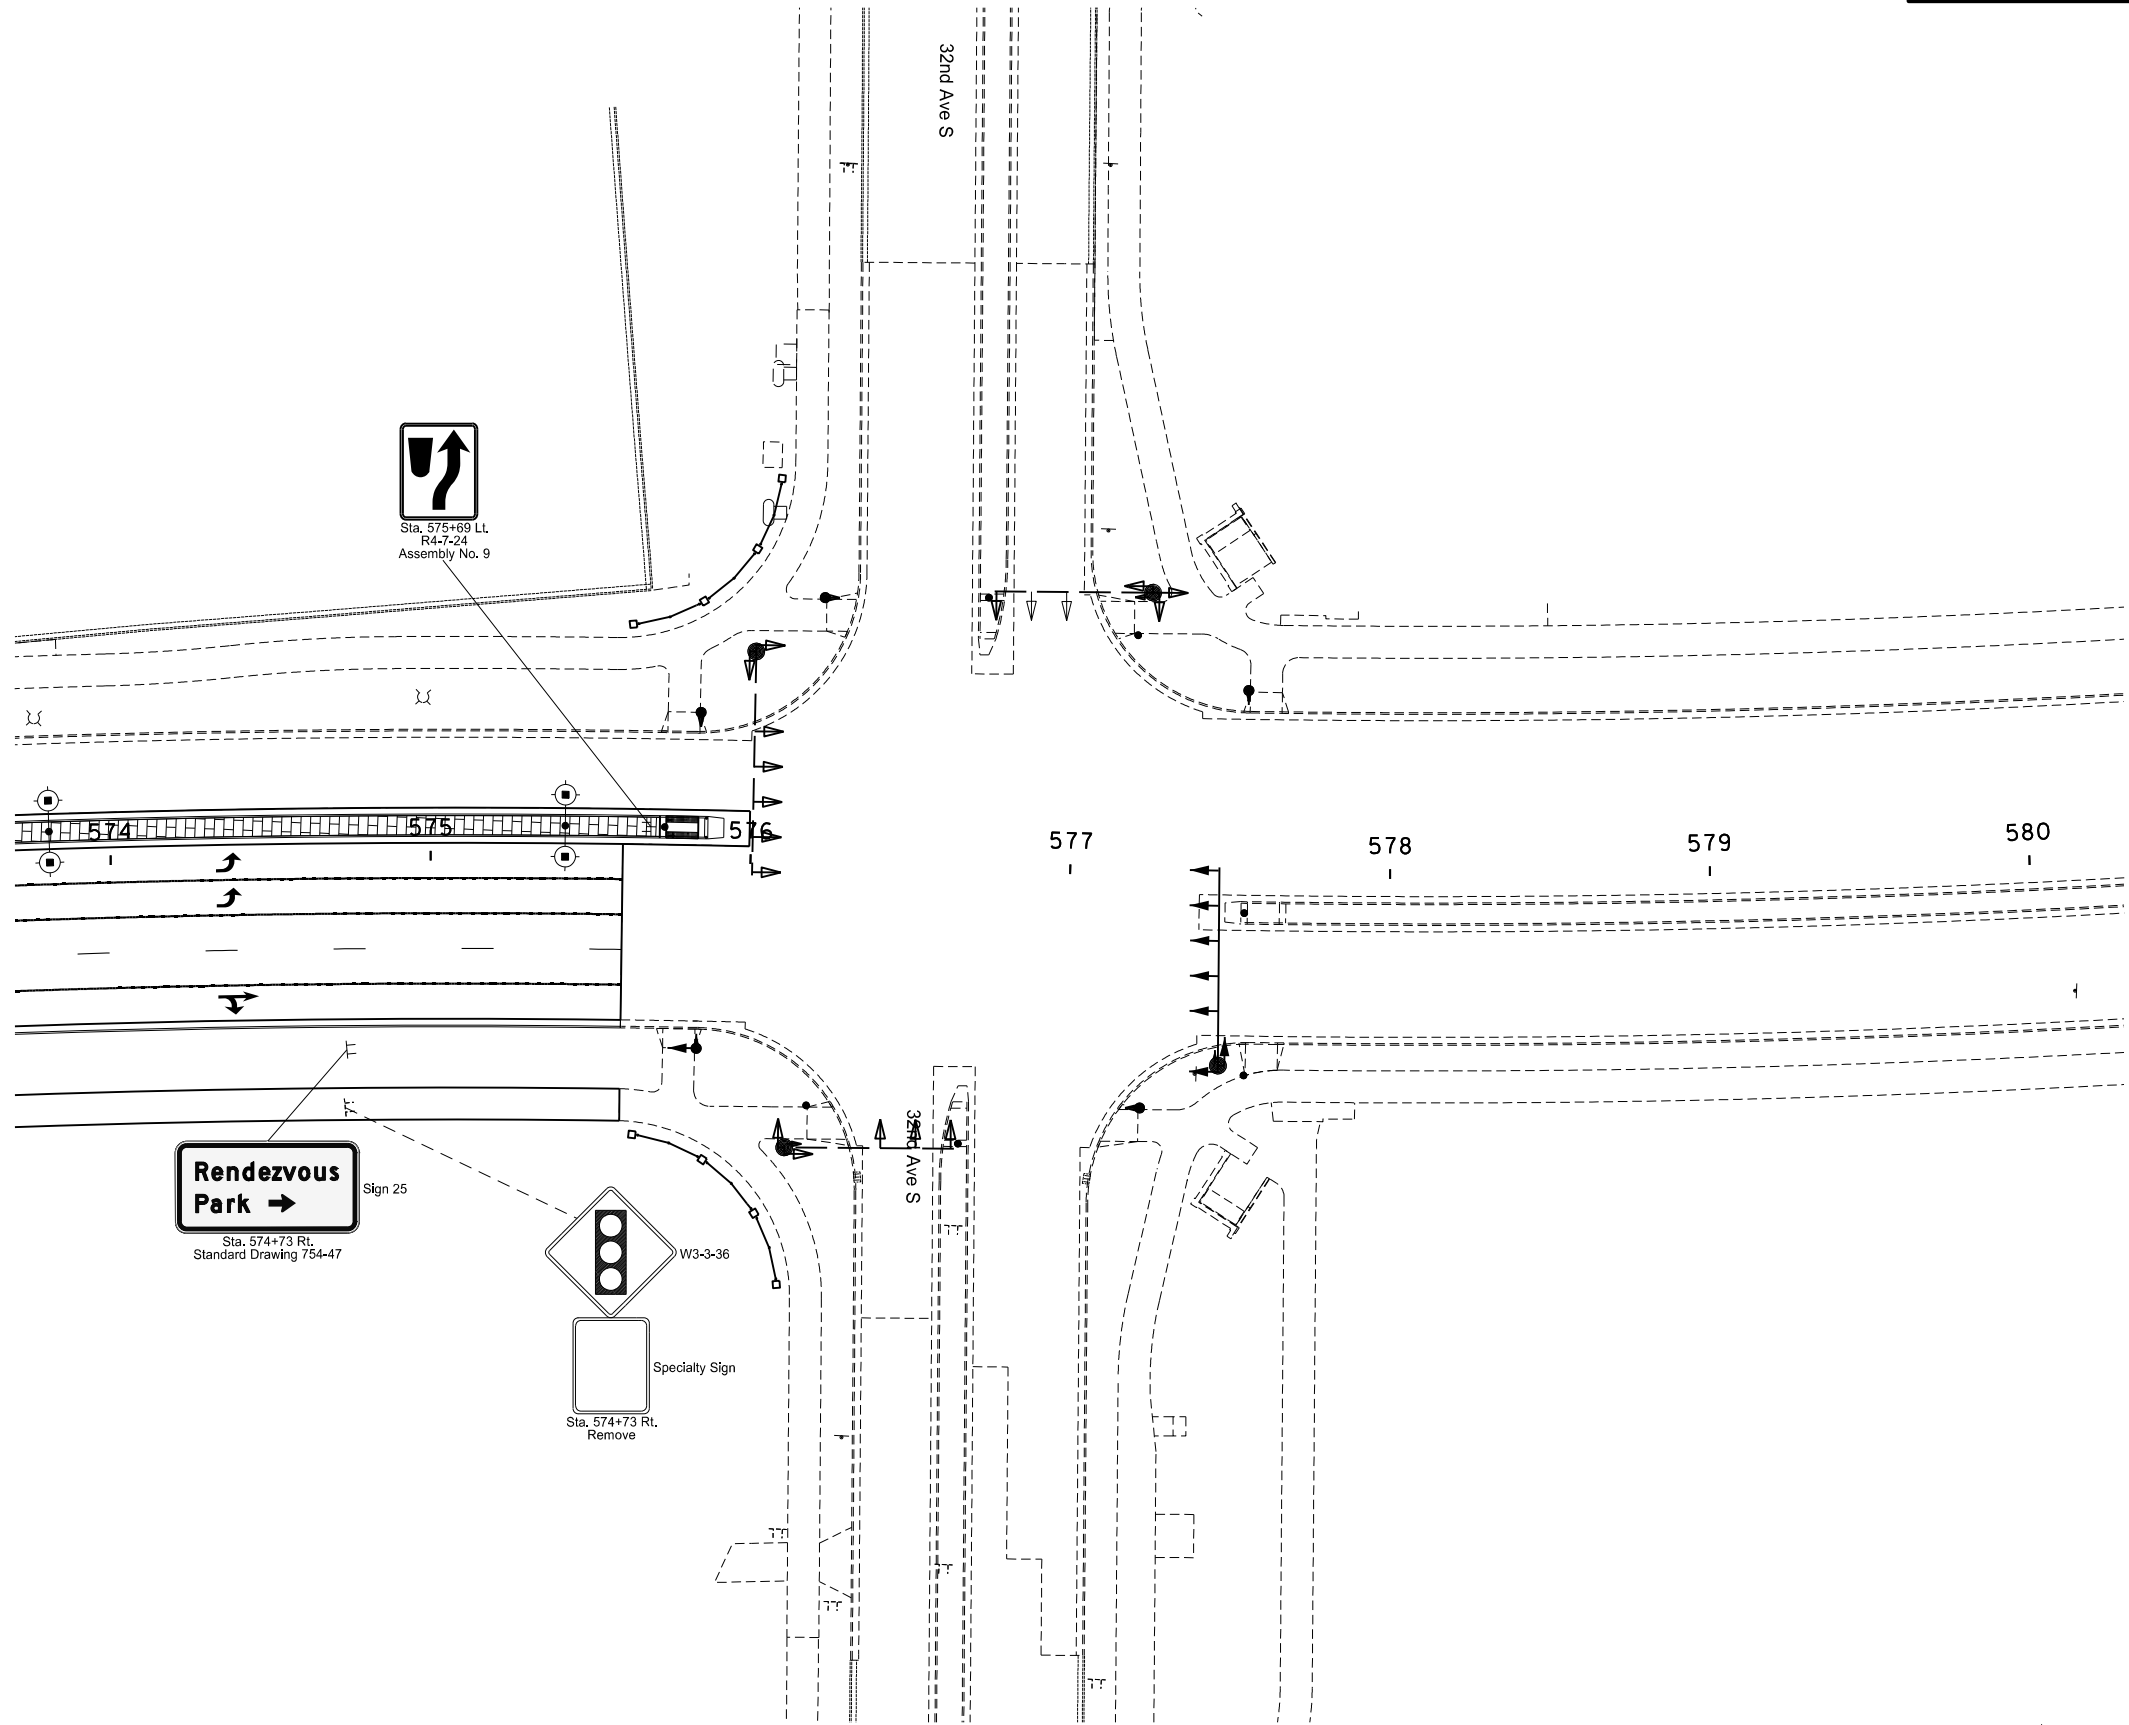 32nd Ave S
Sta. 575+69 Lt.
R4-7-24
Assembly No. 9
574
575
576
577
578
579
580
Rendezvous
Park →
Sign 25
Sta. 574+73 Rt.
Standard Drawing 754-47
32nd Ave S
W3-3-36
Specialty Sign
Sta. 574+73 Rt.
Remove